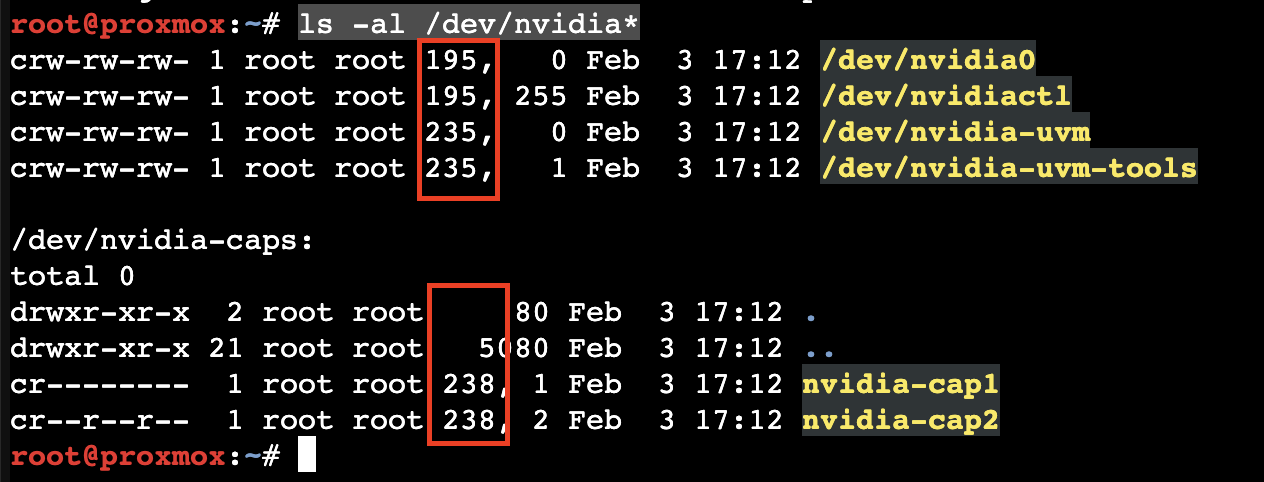 root@proxmox:~# ls -al /dev/nvidia*
crw-rw-rw- 1 root root 195,   0 Feb  3 17:12 /dev/nvidia0
crw-rw-rw- 1 root root 195, 255 Feb  3 17:12 /dev/nvidiactl
crw-rw-rw- 1 root root 235,   0 Feb  3 17:12 /dev/nvidia-uvm
crw-rw-rw- 1 root root 235,   1 Feb  3 17:12 /dev/nvidia-uvm-tools
/dev/nvidia-caps:
total 0
drwxr-xr-x  2 root root     80 Feb  3 17:12 .
drwxr-xr-x 21 root root   5080 Feb  3 17:12 ..
cr--------  1 root root 238, 1 Feb  3 17:12 nvidia-cap1
cr--r--r--  1 root root 238, 2 Feb  3 17:12 nvidia-cap2
root@proxmox:~#